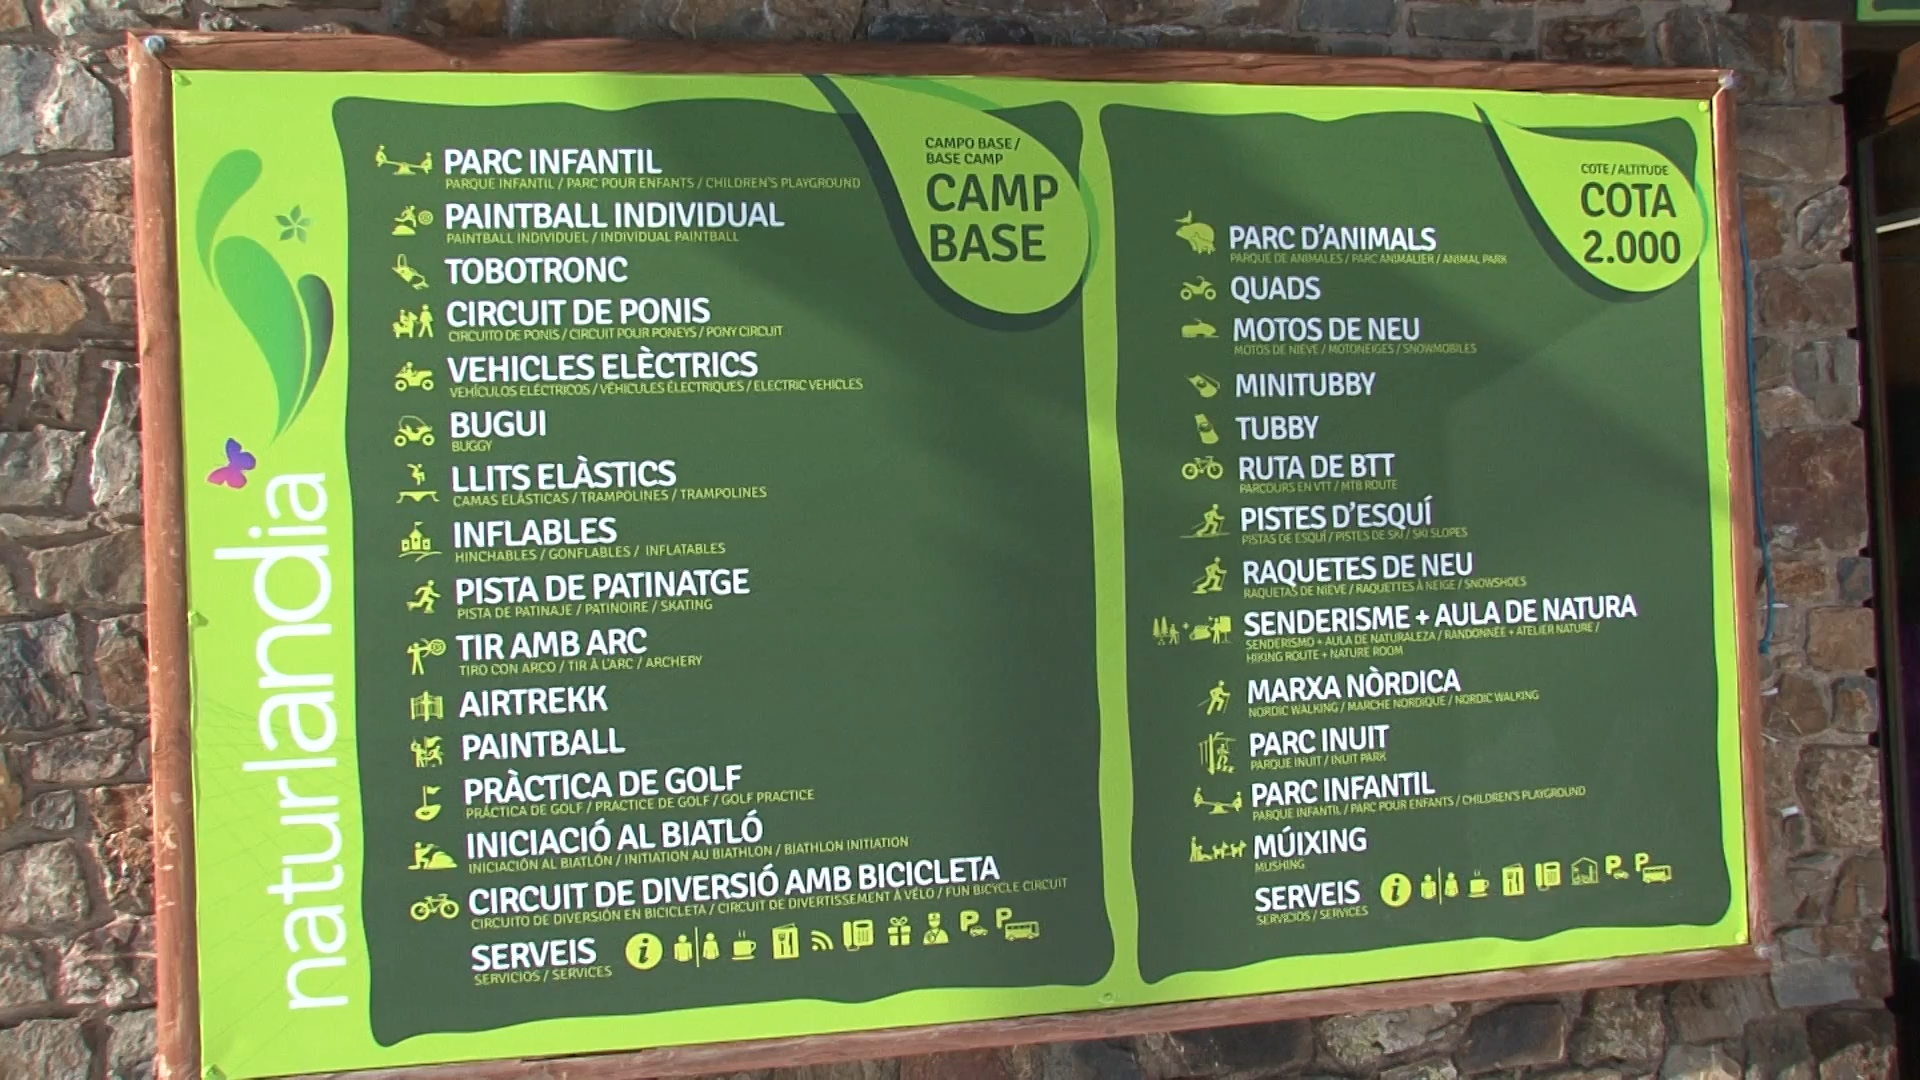 naturlandia
CAMPO BASE /
BASE CAMP
CAMP
BASE
PARC INFANTIL
PARQUE INFANTIL / PARC POUR ENFANTS / CHILDREN'S PLAYGROUND
PAINTBALL INDIVIDUAL
PAINTBALL INDIVIDUEL / INDIVIDUAL PAINTBALL
TOBOTRONC
CIRCUIT DE PONIS
CIRCUITO DE PONIS / CIRCUIT POUR PONEYS / PONY CIRCUIT
VEHICLES ELÈCTRICS
VEHÍCULOS ELÉCTRICOS / VÉHICULES ÉLECTRIQUES / ELECTRIC VEHICLES
BUGUI
BUGGY
LLITS ELÀSTICS
CAMAS ELÁSTICAS / TRAMPOLINES / TRAMPOLINES
INFLABLES
HINCHABLES / GONFLABLES / INFLATABLES
PISTA DE PATINATGE
PISTA DE PATINAJE / PATINOIRE / SKATING
TIR AMB ARC
TIRO CON ARCO / TIR À L'ARC / ARCHERY
AIRTREKK
PAINTBALL
PRÀCTICA DE GOLF
PRÁCTICA DE GOLF / PRACTICE DE GOLF / GOLF PRACTICE
INICIACIÓ AL BIATLÓ
INICIACIÓN AL BIATLÓN / INITIATION AU BIATHLON / BIATHLON INITIATION
CIRCUIT DE DIVERSIÓ AMB BICICLETA
CIRCUITO DE DIVERSIÓN EN BICICLETA / CIRCUIT DE DIVERTISSEMENT À VÉLO / FUN BICYCLE CIRCUIT
SERVEIS
SERVICIOS / SERVICES
i
P
P
COTE / ALTITUDE
COTA
2.000
PARC D'ANIMALS
PARQUE DE ANIMALES / PARC ANIMALIER / ANIMAL PARK
QUADS
MOTOS DE NEU
MOTOS DE NIEVE / MOTONEIGES / SNOWMOBILES
MINITUBBY
TUBBY
RUTA DE BTT
PARCOURS EN VTT / MTB ROUTE
PISTES D'ESQUÍ
PISTAS DE ESQUÍ / PISTES DE SKI / SKI SLOPES
RAQUETES DE NEU
RAQUETAS DE NIEVE / RAQUETTES À NEIGE / SNOWSHOES
SENDERISME + AULA DE NATURA
SENDERISMO + AULA DE NATURALEZA / RANDONNÉE + ATELIER NATURE /
HIKING ROUTE + NATURE ROOM
MARXA NÒRDICA
NORDIC WALKING / MARCHE NORDIQUE / NORDIC WALKING
PARC INUIT
PARQUE INUIT / INUIT PARK
PARC INFANTIL
PARQUE INFANTIL / PARC POUR ENFANTS / CHILDREN'S PLAYGROUND
MÚIXING
MUSHING
SERVEIS
SERVICIOS / SERVICES
i
P
P